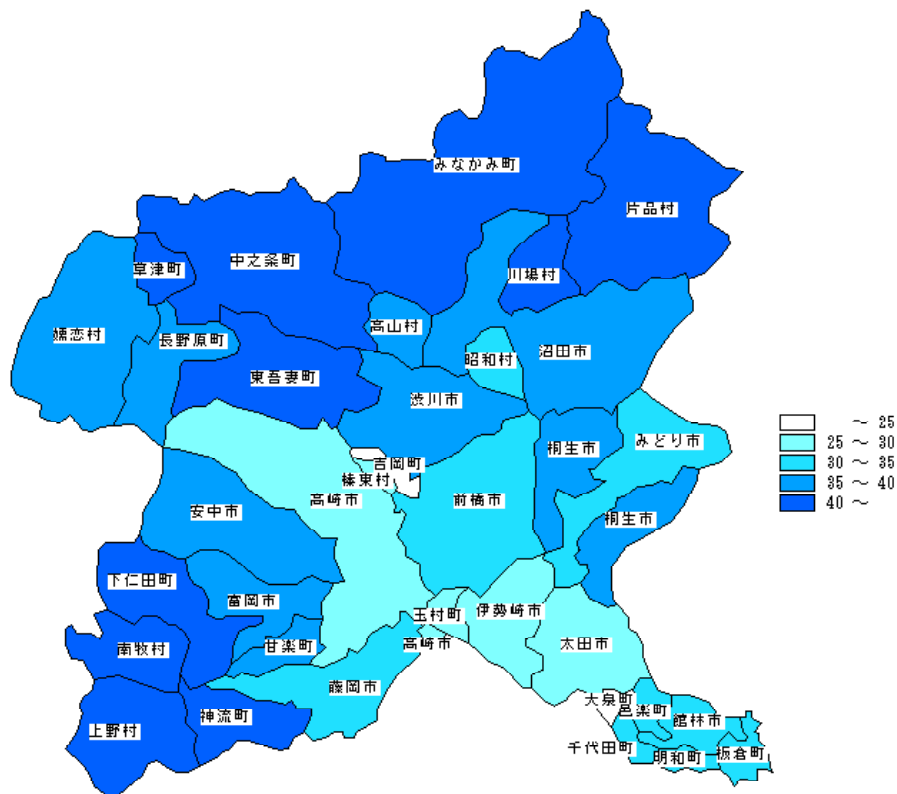 みなかみ町
片品村
草津町
中之条町
川場村
嬬恋村
長野原町
高山村
昭和村
沼田市
東吾妻町
渋川市
～ 25
25 ～ 30
30 ～ 35
35 ～ 40
40 ～
吉岡町
榛東村
桐生市
みどり市
高崎市
前橋市
安中市
桐生市
下仁田町
富岡市
玉村町
伊勢崎市
南牧村
甘楽町
高崎市
太田市
藤岡市
上野村
神流町
大泉町
邑楽町
館林市
千代田町
明和町
板倉町